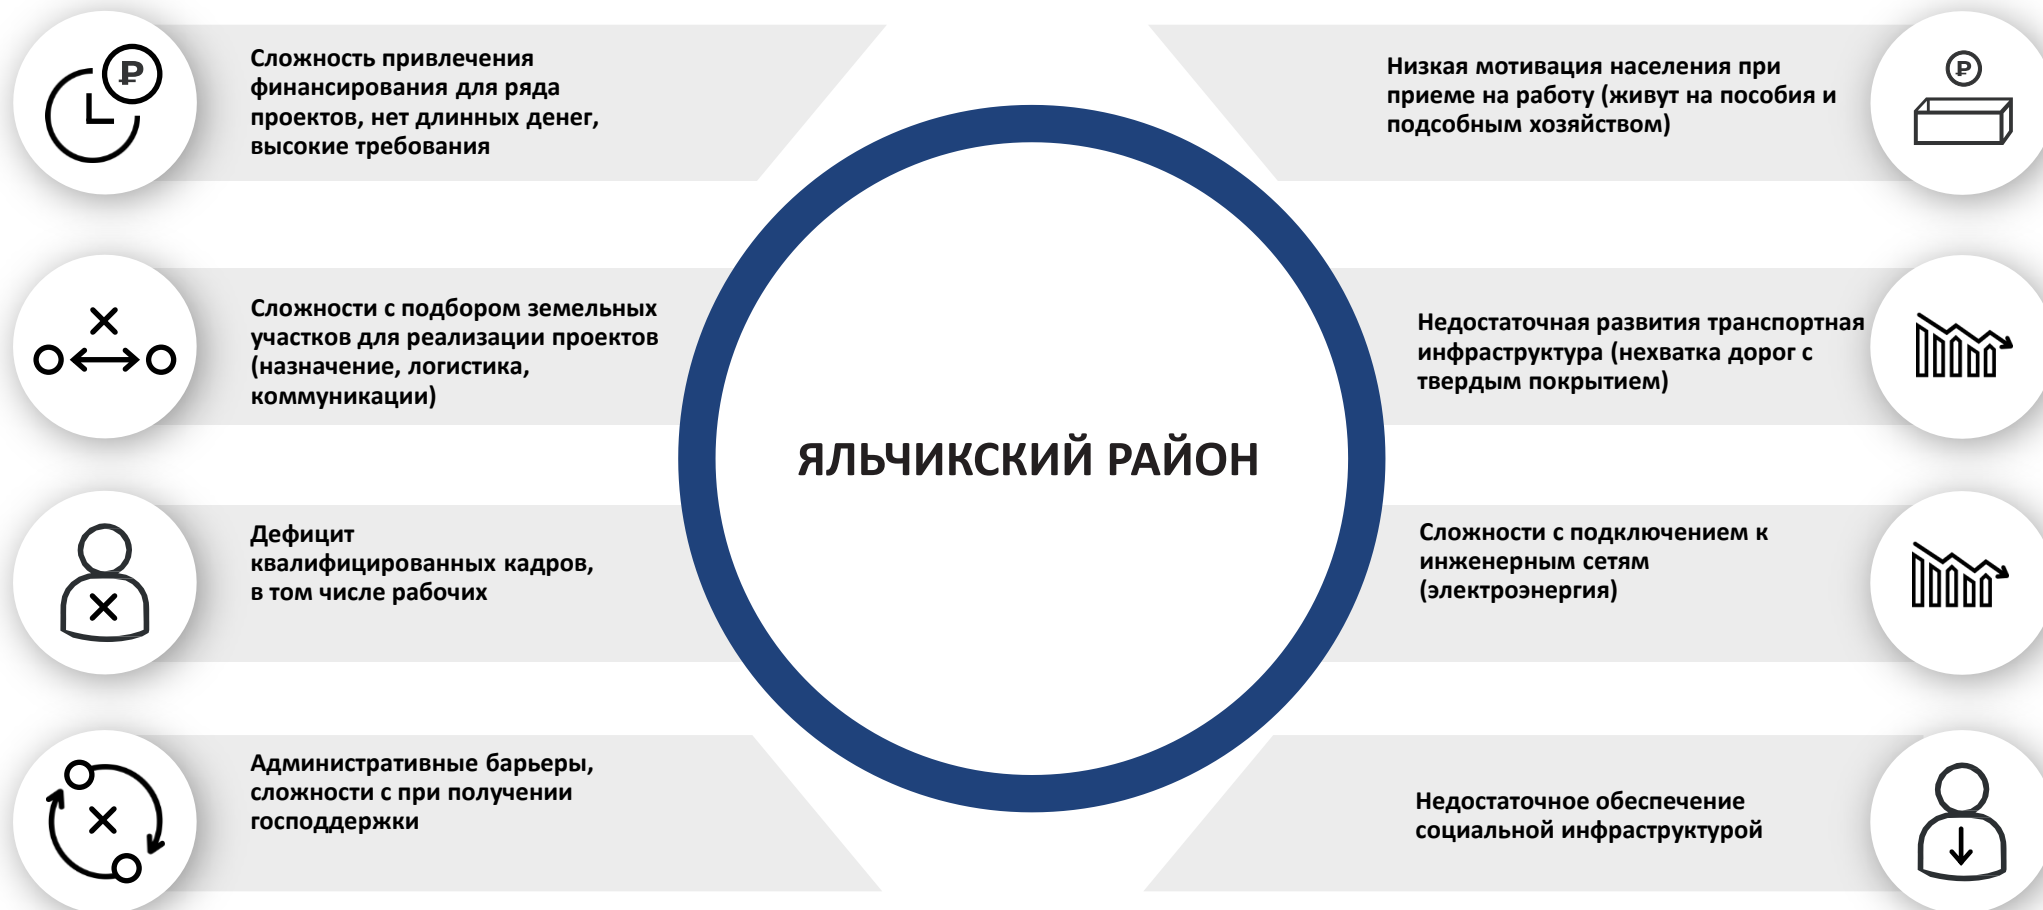 Сложность привлечения
финансирования для ряда
проектов, нет длинных денег,
высокие требования
Сложности с подбором земельных
участков для реализации проектов
(назначение, логистика,
коммуникации)
Дефицит
квалифицированных кадров,
в том числе рабочих
Административные барьеры,
сложности с при получении
господдержки
ЯЛЬЧИКСКИЙ РАЙОН
Низкая мотивация населения при
приеме на работу (живут на пособия и
подсобным хозяйством)
Недостаточная развития транспортная
инфраструктура (нехватка дорог с
твердым покрытием)
Сложности с подключением к
инженерным сетям
(электроэнергия)
Недостаточное обеспечение
социальной инфраструктурой